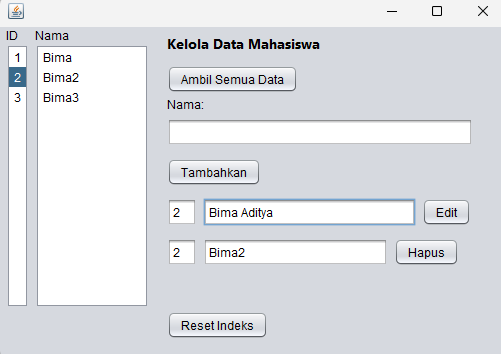 ID Nama
1 Bima
2 Bima2
3 Bima3
Kelola Data Mahasiswa
Ambil Semua Data
Nama:
Tambahkan
2 Bima Aditya Edit
2 Bima2 Hapus
Reset Indeks